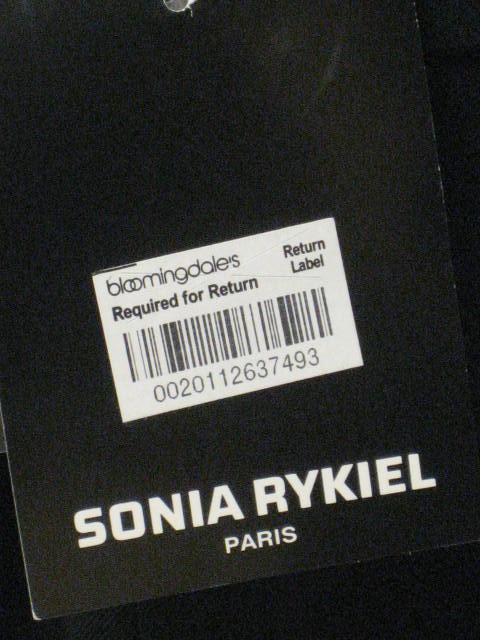 bloomingdale's
Return
Label
Required for Return
0020112637493
SONIA RYKIEL
PARIS